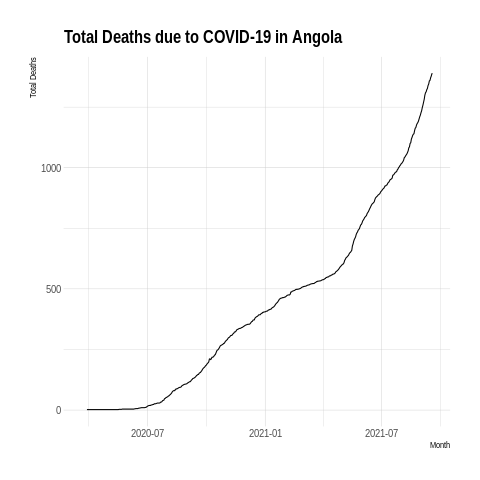 Total Deaths due to COVID-19 in Angola
Total Deaths
1000
500
0
2020-07
2021-01
2021-07
Month